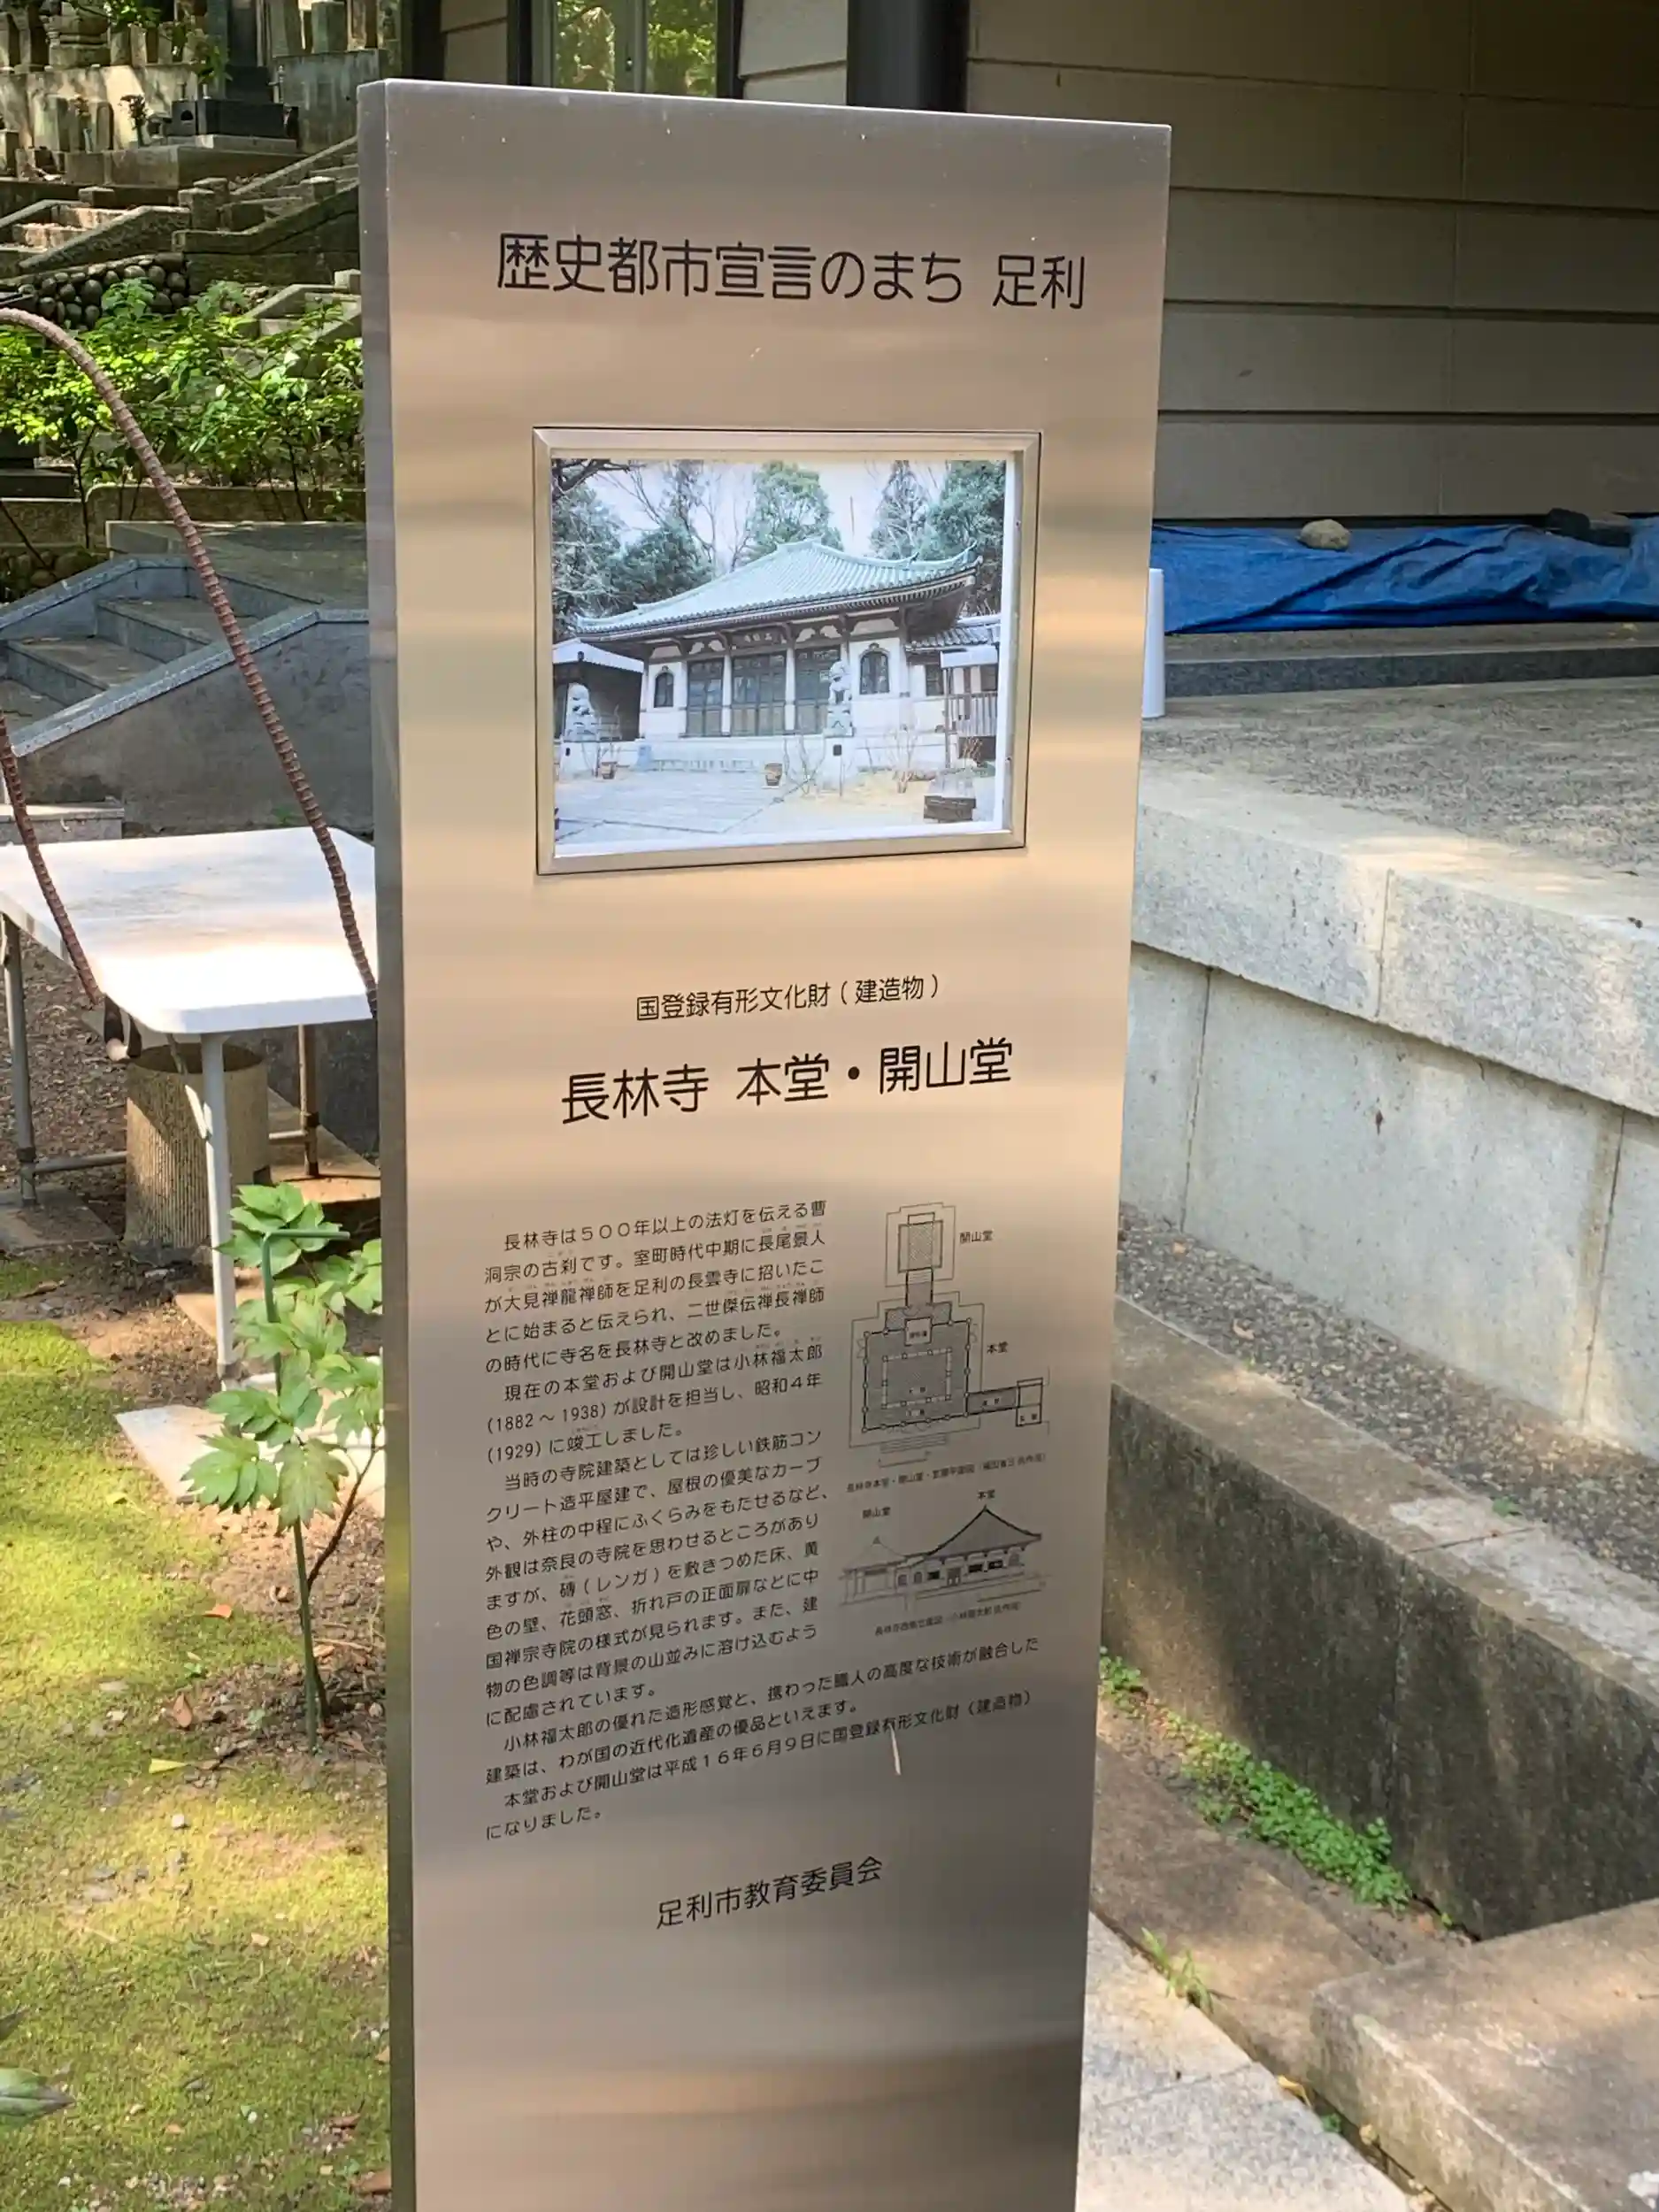 歴史都市宣言のまち 足利
国登録有形文化財(建造物)
長林寺 本堂・開山堂
長林寺は500年以上の法灯を伝える曹
洞宗の古刹です。室町時代中期に長尾景人
が大見禅龍禅師を足利の長雲寺に招いたこ
とに始まると伝えられ、二世傑伝禅長禅師
の時代に寺名を長林寺と改めました。
現在の本堂および開山堂は小林福太郎
(1882~1938)が設計を担当し、昭和4年
(1929)に竣工しました。
当時の寺院建築としては珍しい鉄筋コン
クリート造平屋建で、屋根の優美なカーブ
や、外柱の中程にふくらみをもたせるなど、
外観は奈良の寺院を思わせるところがあり
ますが、磚(レンガ)を敷きつめた床、黄
色の壁、花頭窓、折れ戸の正面扉などに中
国禅宗寺院の様式が見られます。また、建
物の色調等は背景の山並みに溶け込むよう
に配慮されています。
小林福太郎の優れた造形感覚と、携わった職人の高度な技術が融合した
建築は、わが国の近代化遺産の優品といえます。
本堂および開山堂は平成16年6月9日に国登録有形文化財(建造物)
になりました。
開山堂
本堂
開山堂
本堂
足利市教育委員会